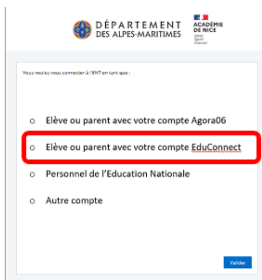 DÉPARTEMENT
DES ALPES-MARITIMES
ACADÉMIE
DE NICE
Vous voulez vous connecter à l'ENT en tant que :
o Elève ou parent avec votre compte Agora06
o Elève ou parent avec votre compte EduConnect
o Personnel de l'Education Nationale
o Autre compte
Valider